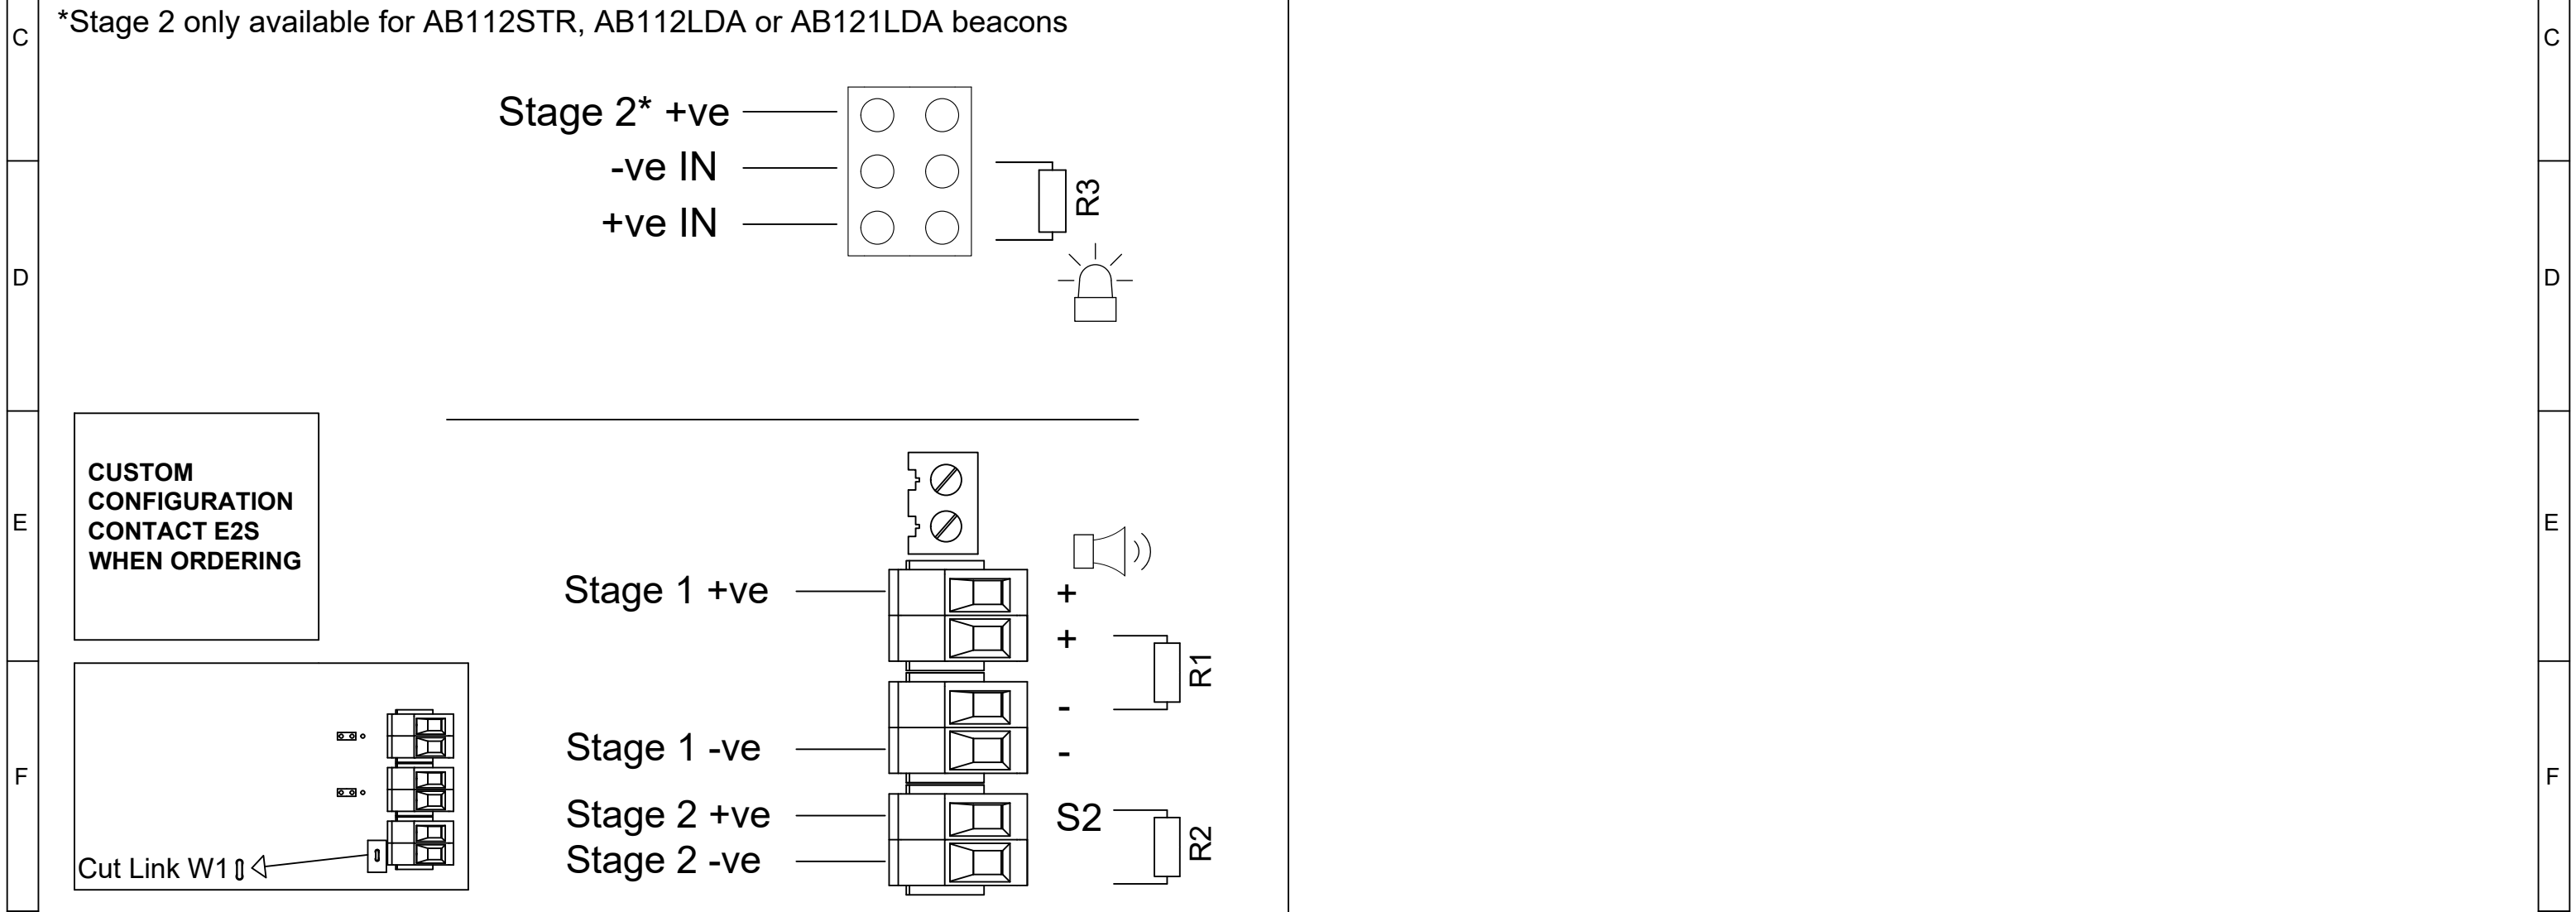 C
*Stage 2 only available for AB112STR, AB112LDA or AB121LDA beacons
C
Stage 2* +ve
-ve IN
+ve IN
R3
D
D
CUSTOM
CONFIGURATION
CONTACT E2S
WHEN ORDERING
E
E
Stage 1 +ve
+
+
R1
-
Stage 1 -ve
-
F
F
Stage 2 +ve
S2
R2
Stage 2 -ve
Cut Link W1